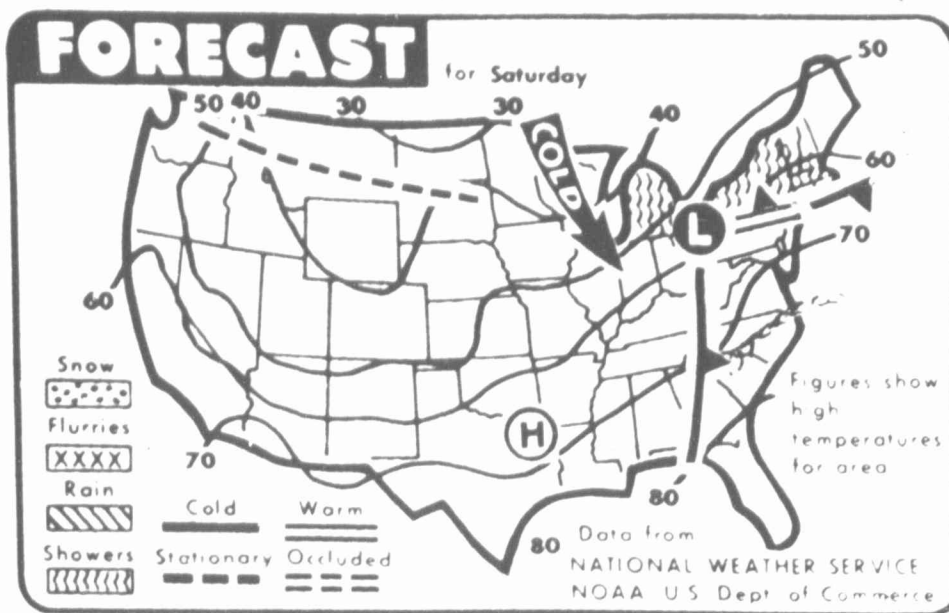 FORECAST
for Saturday
50 40 30 30 50
40
COLD
60
L
70
60
Snow
Flurries
XXXX
Rain
Showers
70
H
80
80
Cold Warm
Stationary Occluded
Figures show
high
temperatures
for area
Data from
NATIONAL WEATHER SERVICE
NOAA US Dept of Commerce